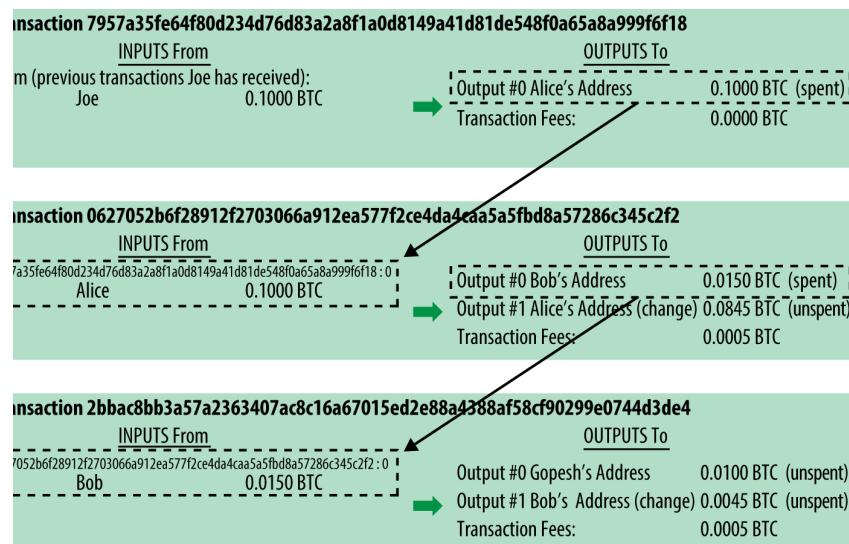 ansaction 7957a35fe64f80d234d76d83a2a8f1a0d8149a41d81de548f0a65a8a999f6f18
INPUTS From
OUTPUTS To
m (previous transactions Joe has received):
Joe 0.1000 BTC
Output #0 Alice's Address 0.1000 BTC (spent)
Transaction Fees: 0.0000 BTC
ansaction 0627052b6f28912f2703066a912ea577f2ce4da4caa5a5fbd8a57286c345c2f2
INPUTS From
OUTPUTS To
7a35fe64f80d234d76d83a2a8f1a0d8149a41d81de548f0a65a8a999f6f18 : 0
Alice 0.1000 BTC
Output #0 Bob's Address 0.0150 BTC (spent)
Output #1 Alice's Address (change) 0.0845 BTC (unspent)
Transaction Fees: 0.0005 BTC
ansaction 2bbac8bb3a57a2363407ac8c16a67015ed2e88a4388af58cf90299e0744d3de4
INPUTS From
OUTPUTS To
7052b6f28912f2703066a912ea577f2ce4da4caa5a5fbd8a57286c345c2f2 : 0
Bob 0.0150 BTC
Output #0 Gopesh's Address 0.0100 BTC (unspent)
Output #1 Bob's Address (change) 0.0045 BTC (unspent)
Transaction Fees: 0.0005 BTC